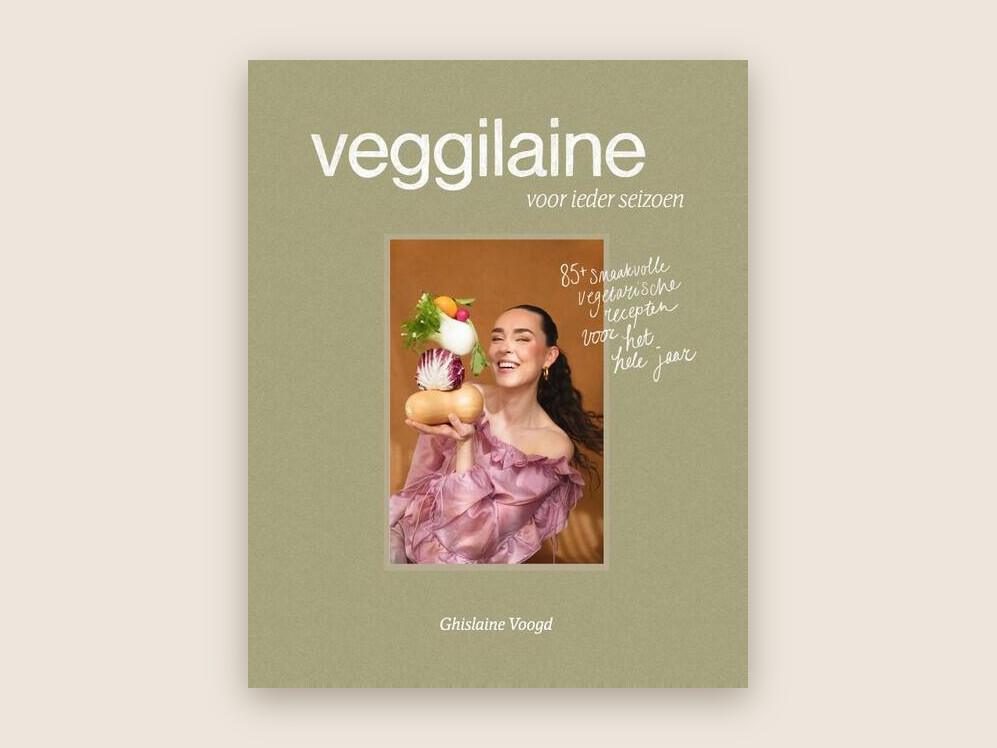 veggilaine
voor ieder seizoen
85+ smaakvolle
vegetarische
recepten
voor het
hele jaar
Ghislaine Voogd